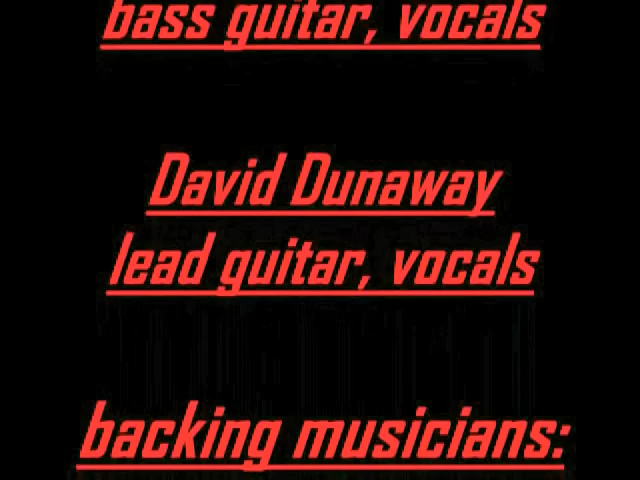 bass guitar, vocals
David Dunaway
lead guitar, vocals
backing musicians: